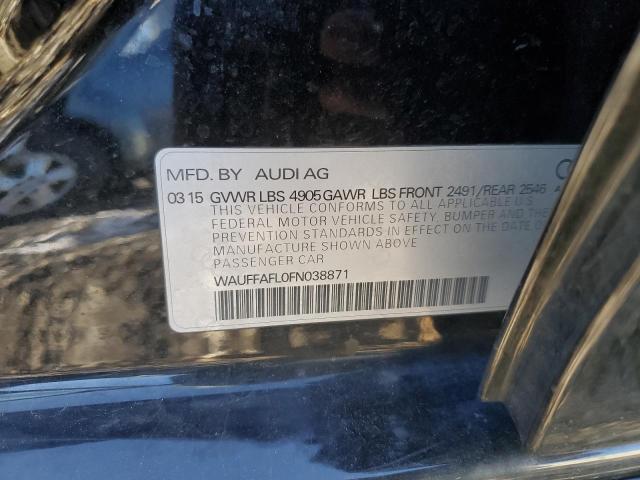 MFD. BY AUDI AG
03 15 GVWR LBS 4905 GAWR LBS FRONT 2491/REAR 2546
THIS VEHICLE CONFORMS TO ALL APPLICABLE U.S
FEDERAL MOTOR VEHICLE SAFETY, BUMPER AND THE
PREVENTION STANDARDS IN EFFECT ON THE DATE OF
MANUFACTURE SHOWN ABOVE
PASSENGER CAR
WAUFFAFL0FN038871